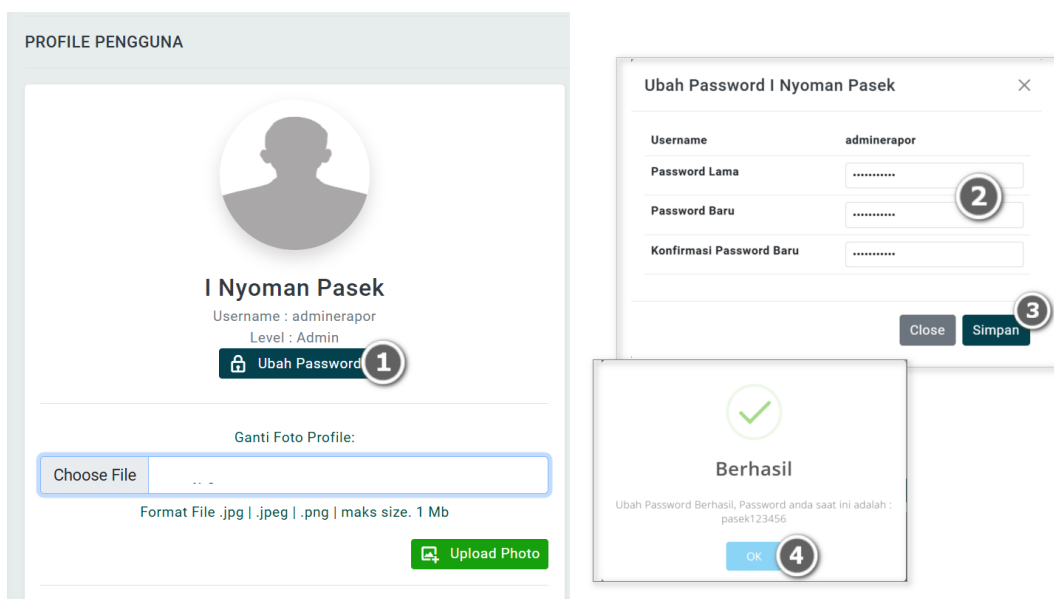 PROFILE PENGGUNA
I Nyoman Pasek
Username : adminerapor
Level : Admin
Ubah Password
1
Ganti Foto Profile:
Choose File
Format File .jpg | .jpeg | .png | maks size. 1 Mb
Upload Photo
Ubah Password I Nyoman Pasek
Username adminerapor
Password Lama
2
Password Baru
Konfirmasi Password Baru
3
Close Simpan
Berhasil
Ubah Password Berhasil, Password anda saat ini adalah :
pasek123456
OK 4